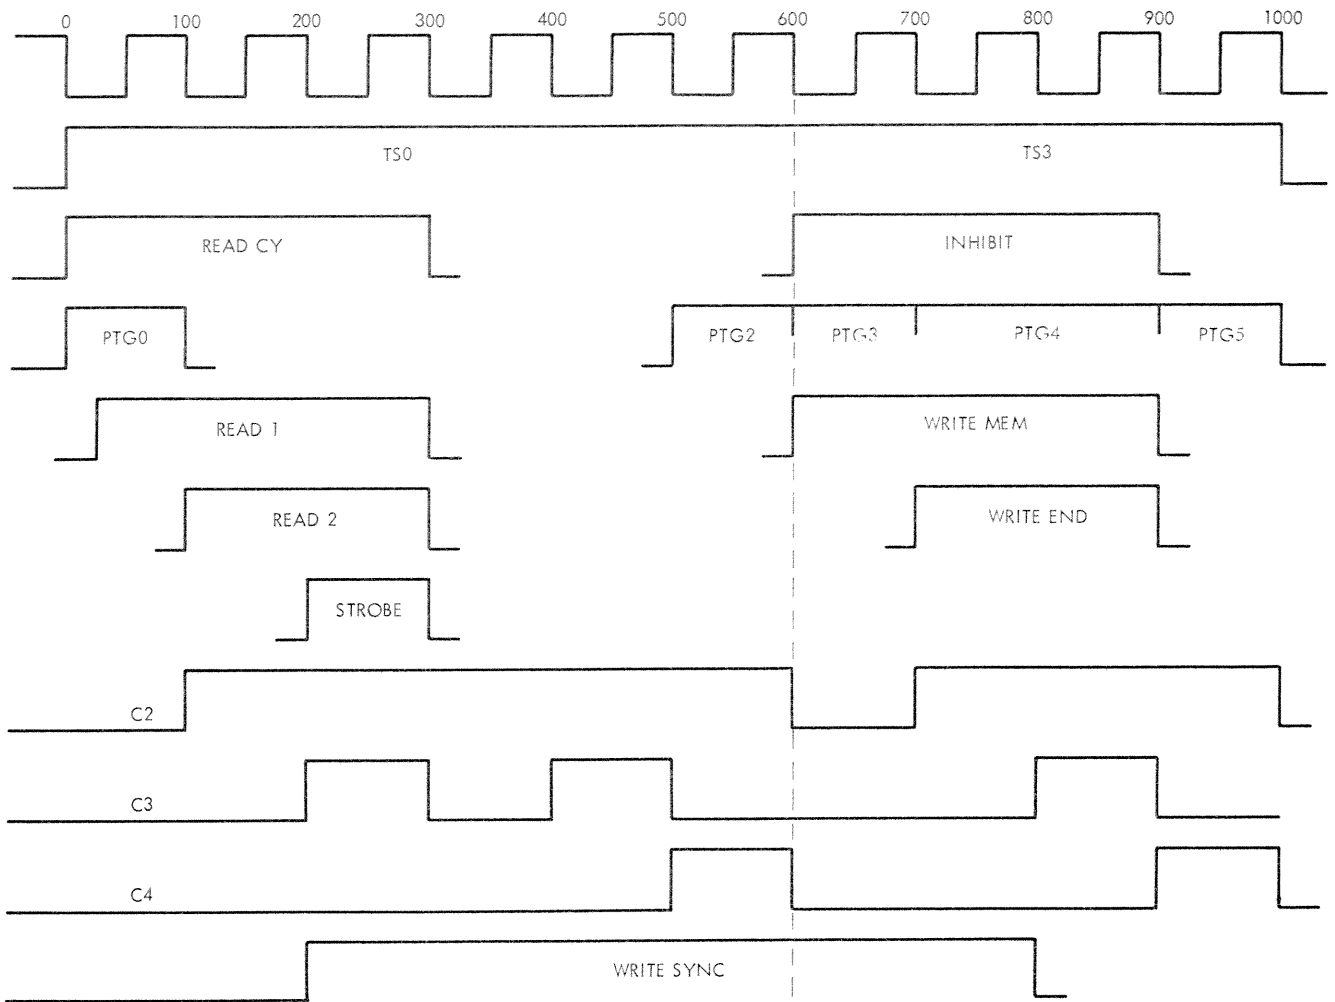 0 100 200 300 400 500 600 700 800 900 1000
TS0 TS3
READ CY INHIBIT
PTG0 PTG2 PTG3 PTG4 PTG5
READ 1 WRITE MEM
READ 2 WRITE END
STROBE
C2
C3
C4
WRITE SYNC